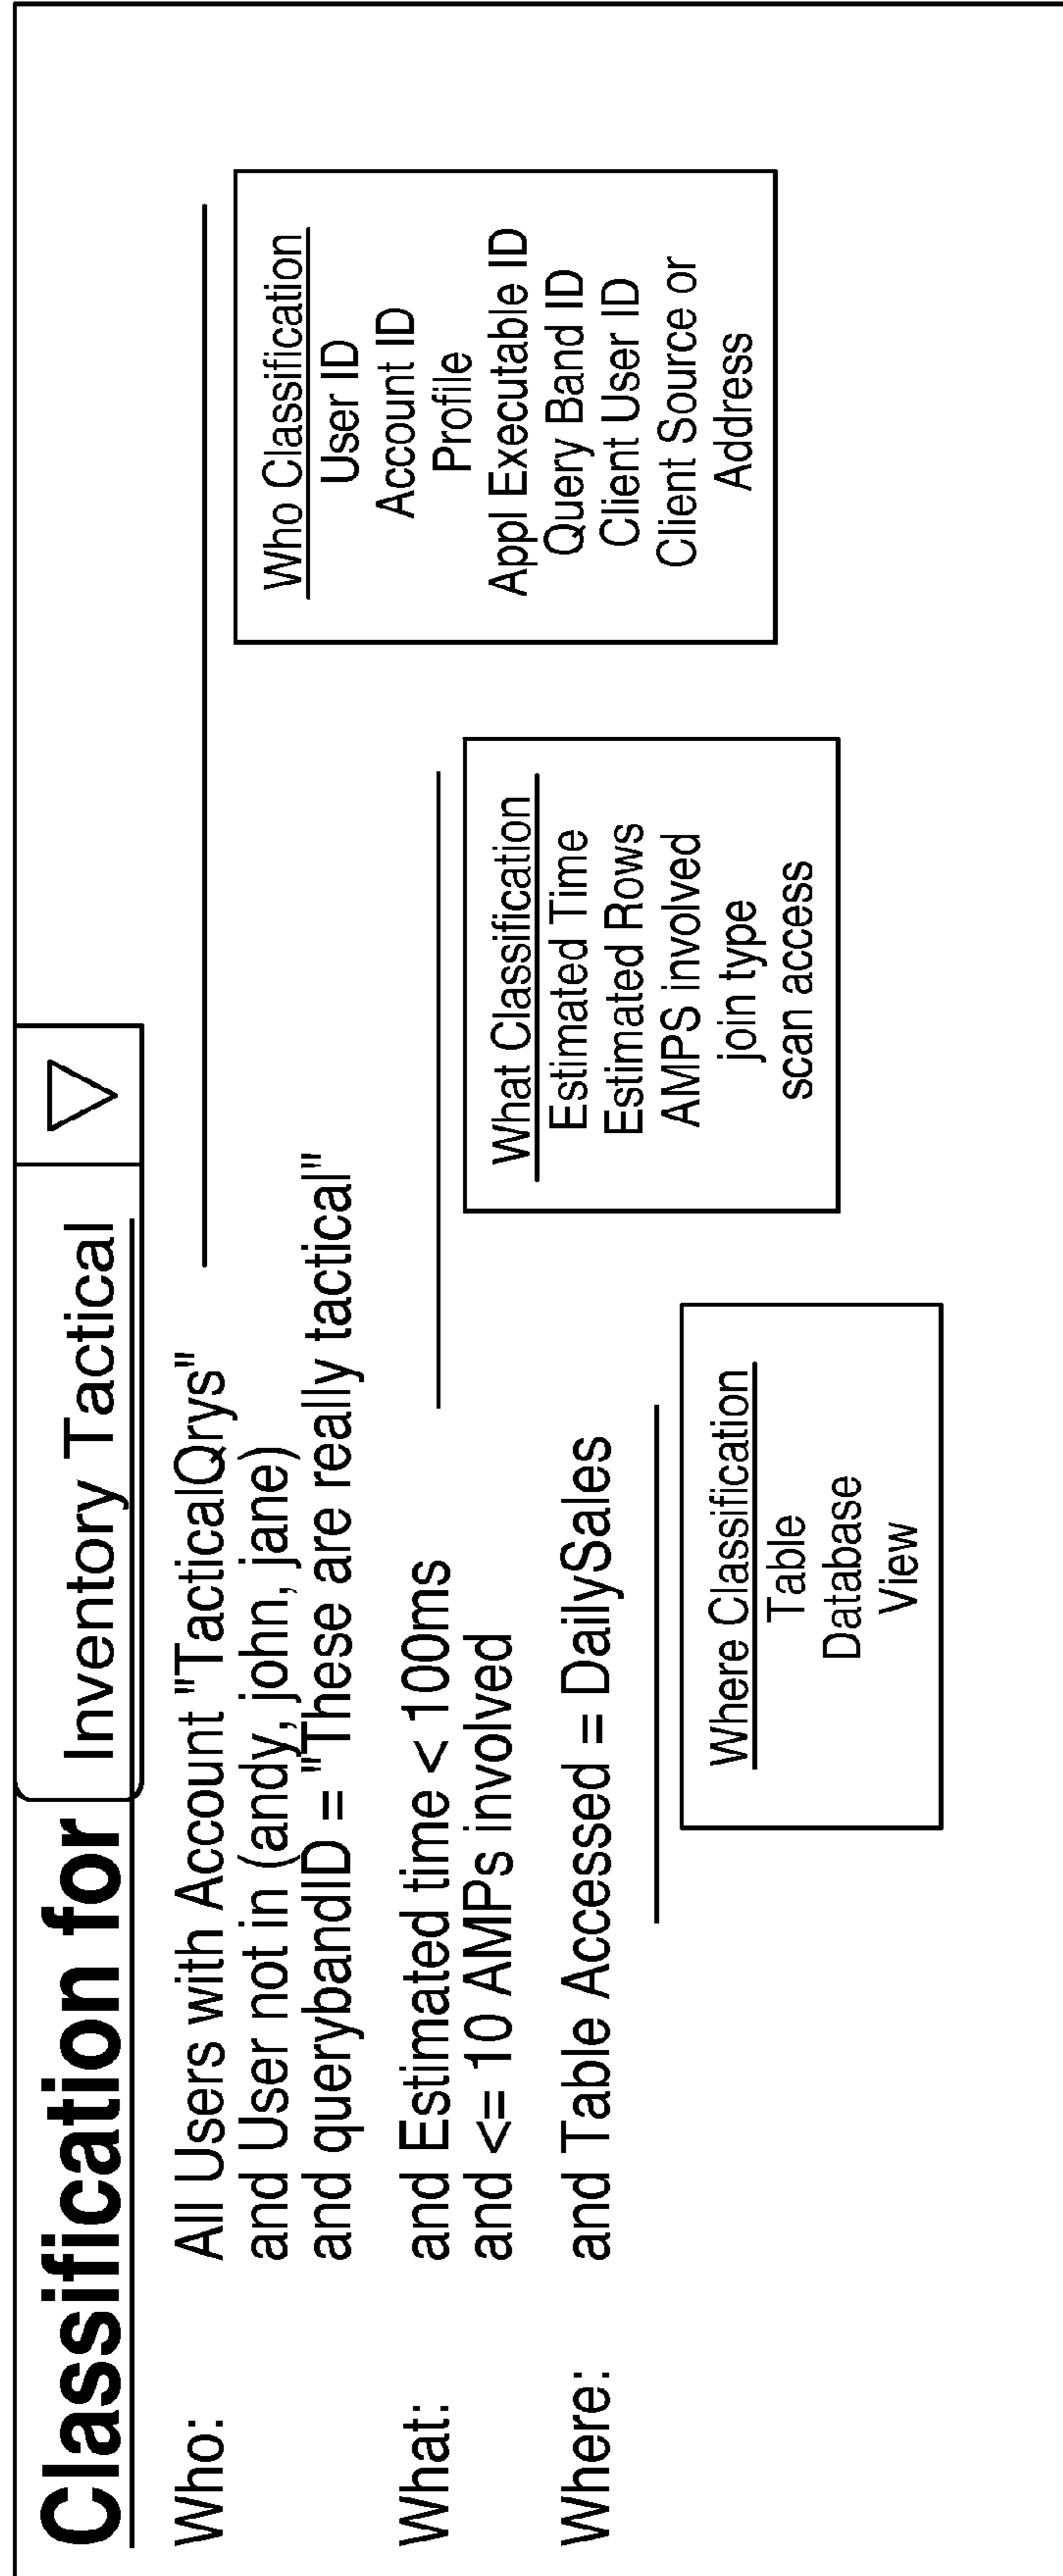 Classification for Inventory Tactical
Who: All Users with Account "TacticalQrys"
and User not in (andy, john, jane)
and querybandID = "These are really tactical"
What: and Estimated time < 100ms
and <= 10 AMPs involved
Where: and Table Accessed = DailySales
Where Classification
Table
Database
View
What Classification
Estimated Time
Estimated Rows
AMPS involved
join type
scan access
Who Classification
User ID
Account ID
Profile
Appl Executable ID
Query Band ID
Client User ID
Client Source or
Address